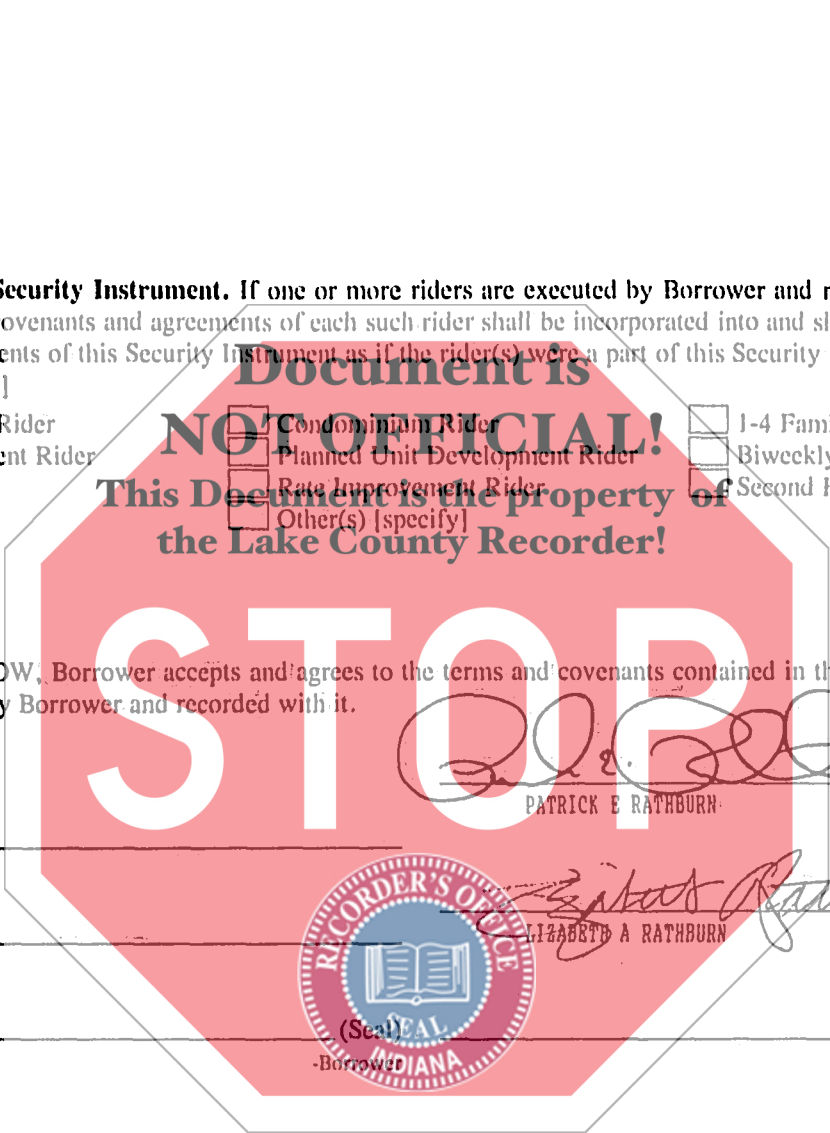 Security Instrument. If one or more riders are executed by Borrower and r
ovenants and agreements of each such rider shall be incorporated into and sl
ents of this Security Instrument as if the rider(s) were a part of this Security
]
Document is
Rider Condominium Rider 1-4 Fami
NOT OFFICIAL!
ent Rider Planned Unit Development Rider Biweekly
Rate Improvement Rider Second
This Document is the property of
Other(s) [specify]
the Lake County Recorder!
STOP
OW, Borrower accepts and agrees to the terms and covenants contained in th
y Borrower and recorded with it.
PATRICK E RATHBURN
RECORDER'S OFFICE
LIZABETH A RATHBURN
SEAL
(Seal)
INDIANA
-Borrower